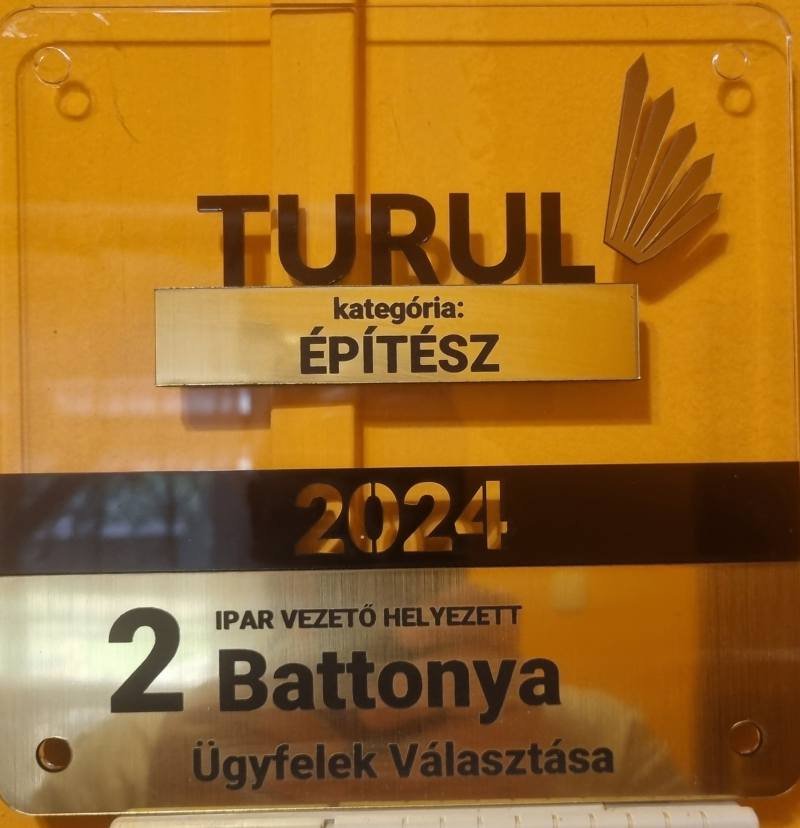 TURUL
kategória:
ÉPÍTÉSZ
2024
2 IPAR VEZETŐ HELYEZETT
Battonya
Ügyfelek Választása